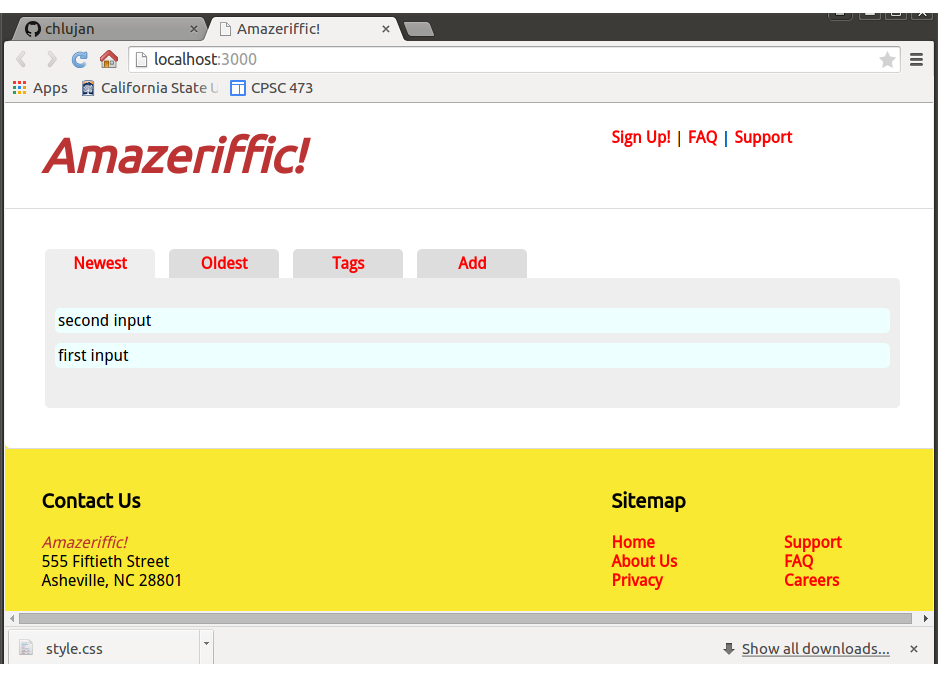 chlujan
Amazeriffic!
localhost:3000
Apps
California State U
CPSC 473
Amazeriffic!
Sign Up! | FAQ | Support
Newest
Oldest
Tags
Add
second input
first input
Contact Us
Amazeriffic!
555 Fiftieth Street
Asheville, NC 28801
Sitemap
Home
About Us
Privacy
Support
FAQ
Careers
style.css
Show all downloads...